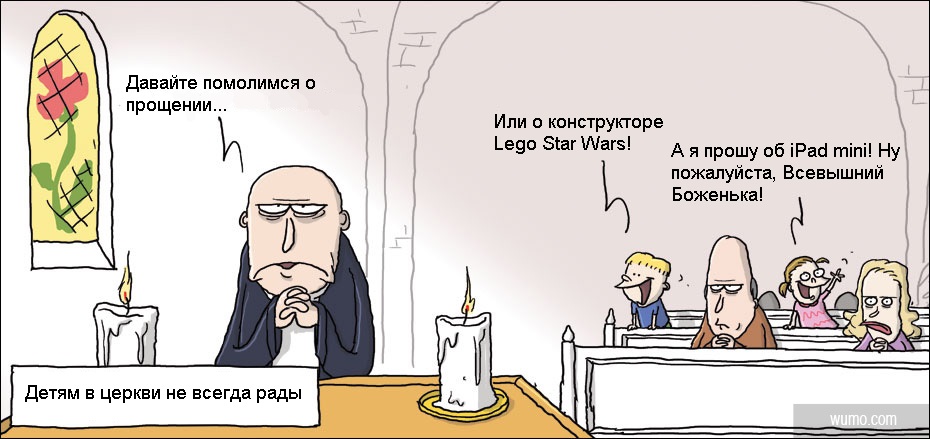 Давайте помолимся о
прощении...
Или о конструкторе
Lego Star Wars!
А я прошу об iPad mini! Ну
пожалуйста, Всевышний
Боженька!
Детям в церкви не всегда рады
wumo.com